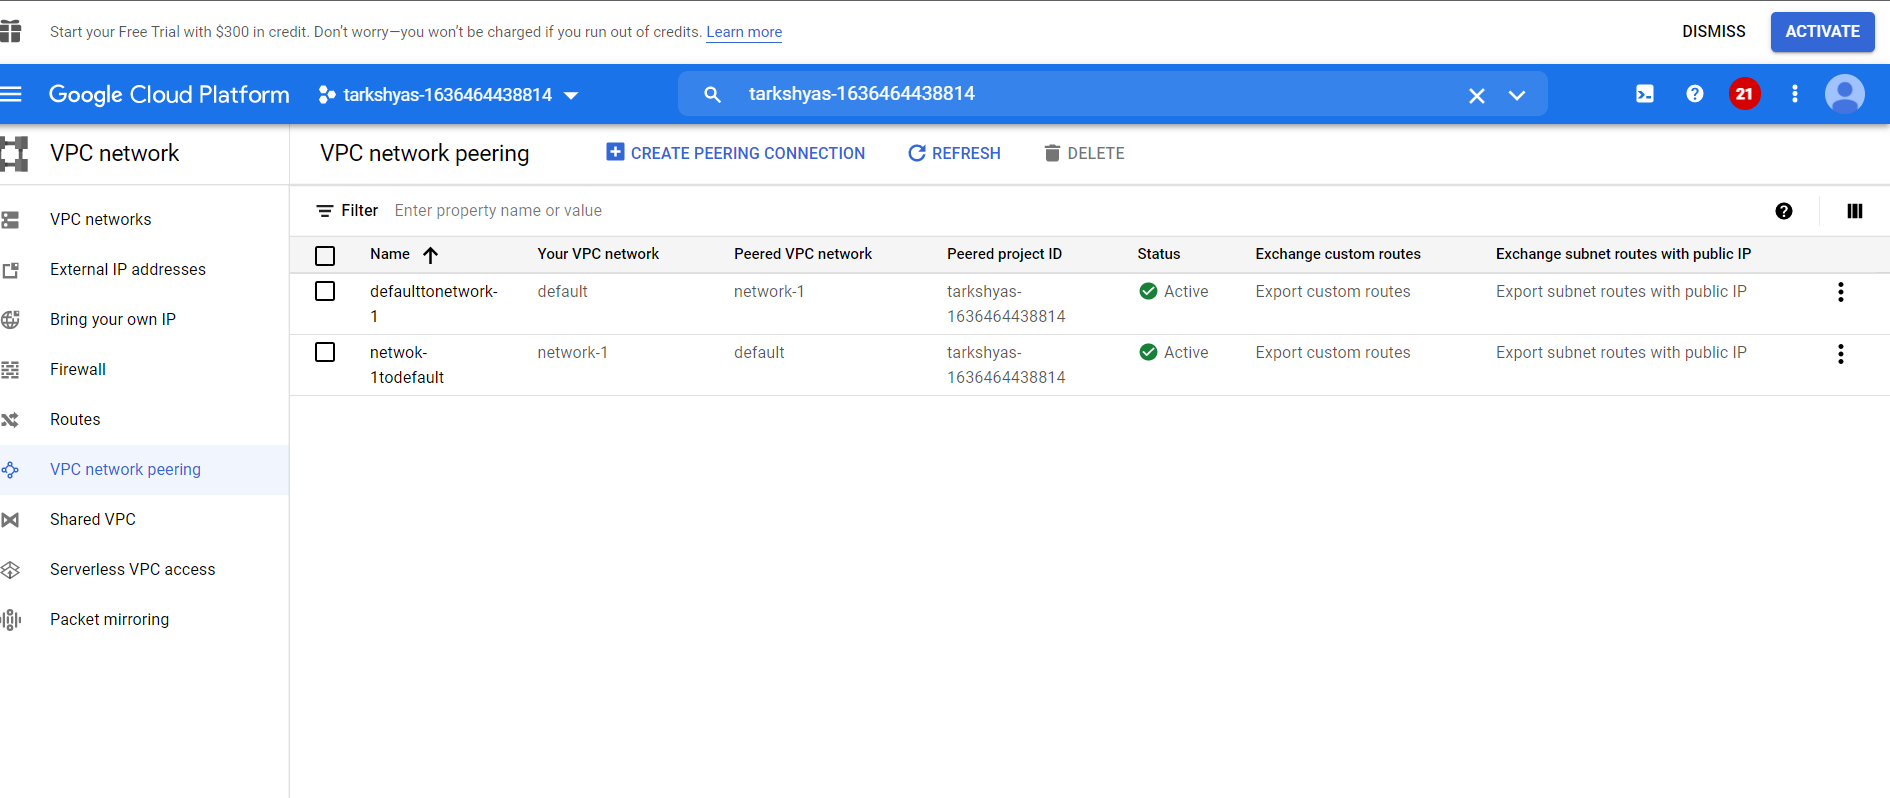 Start your Free Trial with $300 in credit. Don't worry—you won't be charged if you run out of credits. Learn more
DISMISS
ACTIVATE
Google Cloud Platform
tarkshyas-1636464438814
tarkshyas-1636464438814
21
VPC network
VPC network peering
CREATE PEERING CONNECTION
REFRESH
DELETE
VPC networks
External IP addresses
Bring your own IP
Firewall
Routes
VPC network peering
Shared VPC
Serverless VPC access
Packet mirroring
Filter Enter property name or value
Name Your VPC network Peered VPC network Peered project ID Status Exchange custom routes Exchange subnet routes with public IP
defaulttonetwork- default network-1 tarkshyas- Active Export custom routes Export subnet routes with public IP
1 1636464438814
netwok- network-1 default tarkshyas- Active Export custom routes Export subnet routes with public IP
1todefault 1636464438814